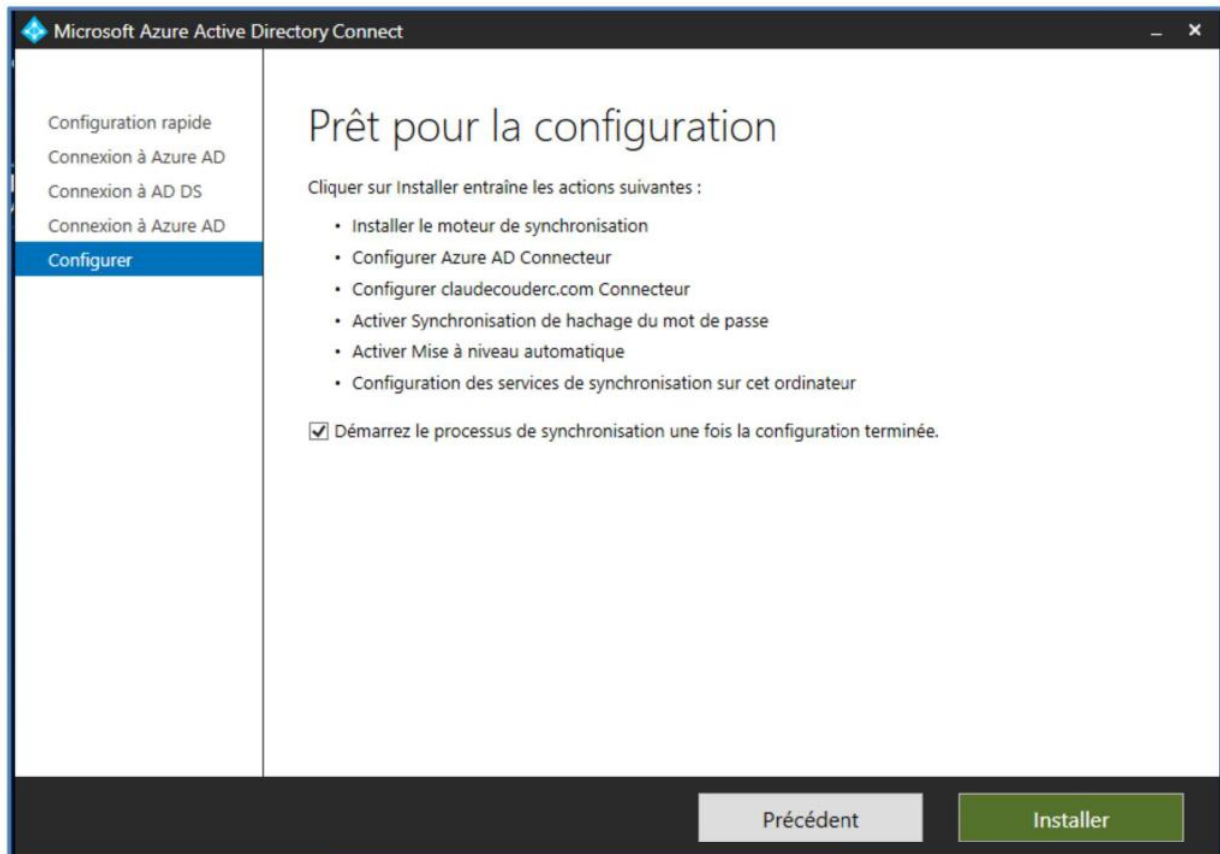 Microsoft Azure Active Directory Connect
Configuration rapide
Connexion à Azure AD
Connexion à AD DS
Connexion à Azure AD
Configurer
Prêt pour la configuration
Cliquer sur Installer entraîne les actions suivantes :
• Installer le moteur de synchronisation
• Configurer Azure AD Connecteur
• Configurer claudecouderc.com Connecteur
• Activer Synchronisation de hachage du mot de passe
• Activer Mise à niveau automatique
• Configuration des services de synchronisation sur cet ordinateur
Démarrez le processus de synchronisation une fois la configuration terminée.
Précédent
Installer